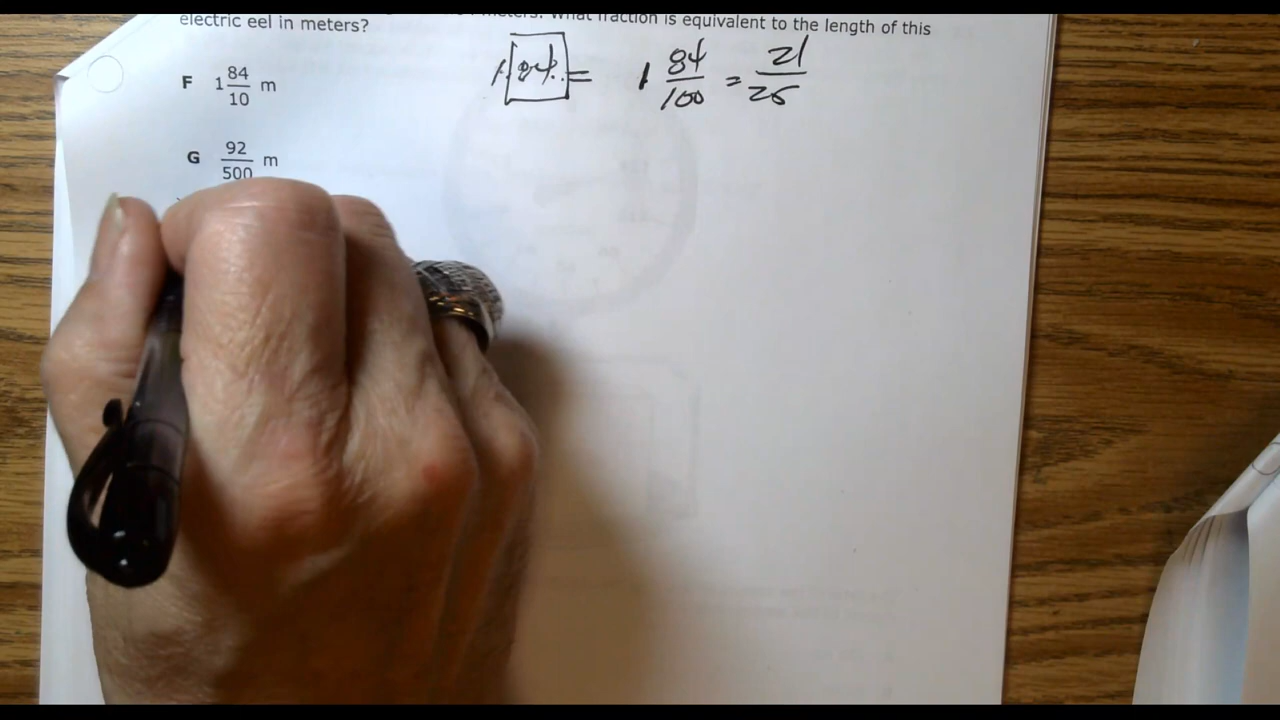 meters. What fraction is equivalent to the length of this
electric eel in meters?
1.84 = 1 84/100 = 21/25
F 1 84/10 m
G 92/500 m